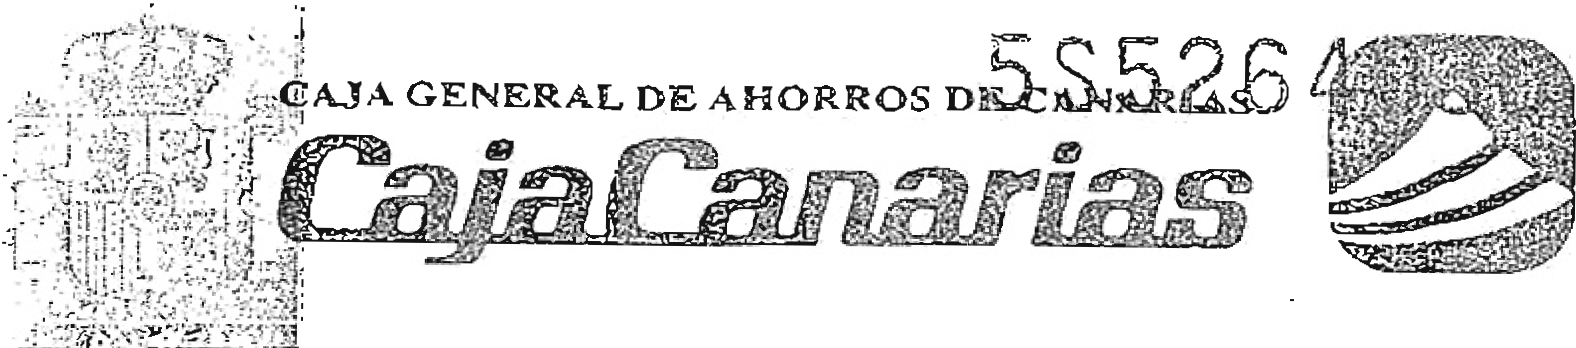 5S526
CAJA GENERAL DE AHORROS DE CANARIAS
CajaCanarias